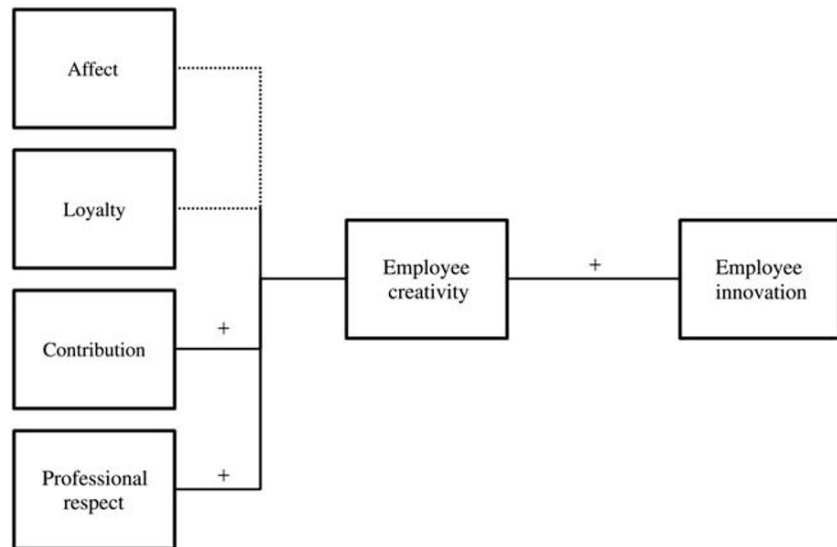 Affect
Loyalty
Contribution
+
Professional
respect
+
Employee
creativity
+
Employee
innovation